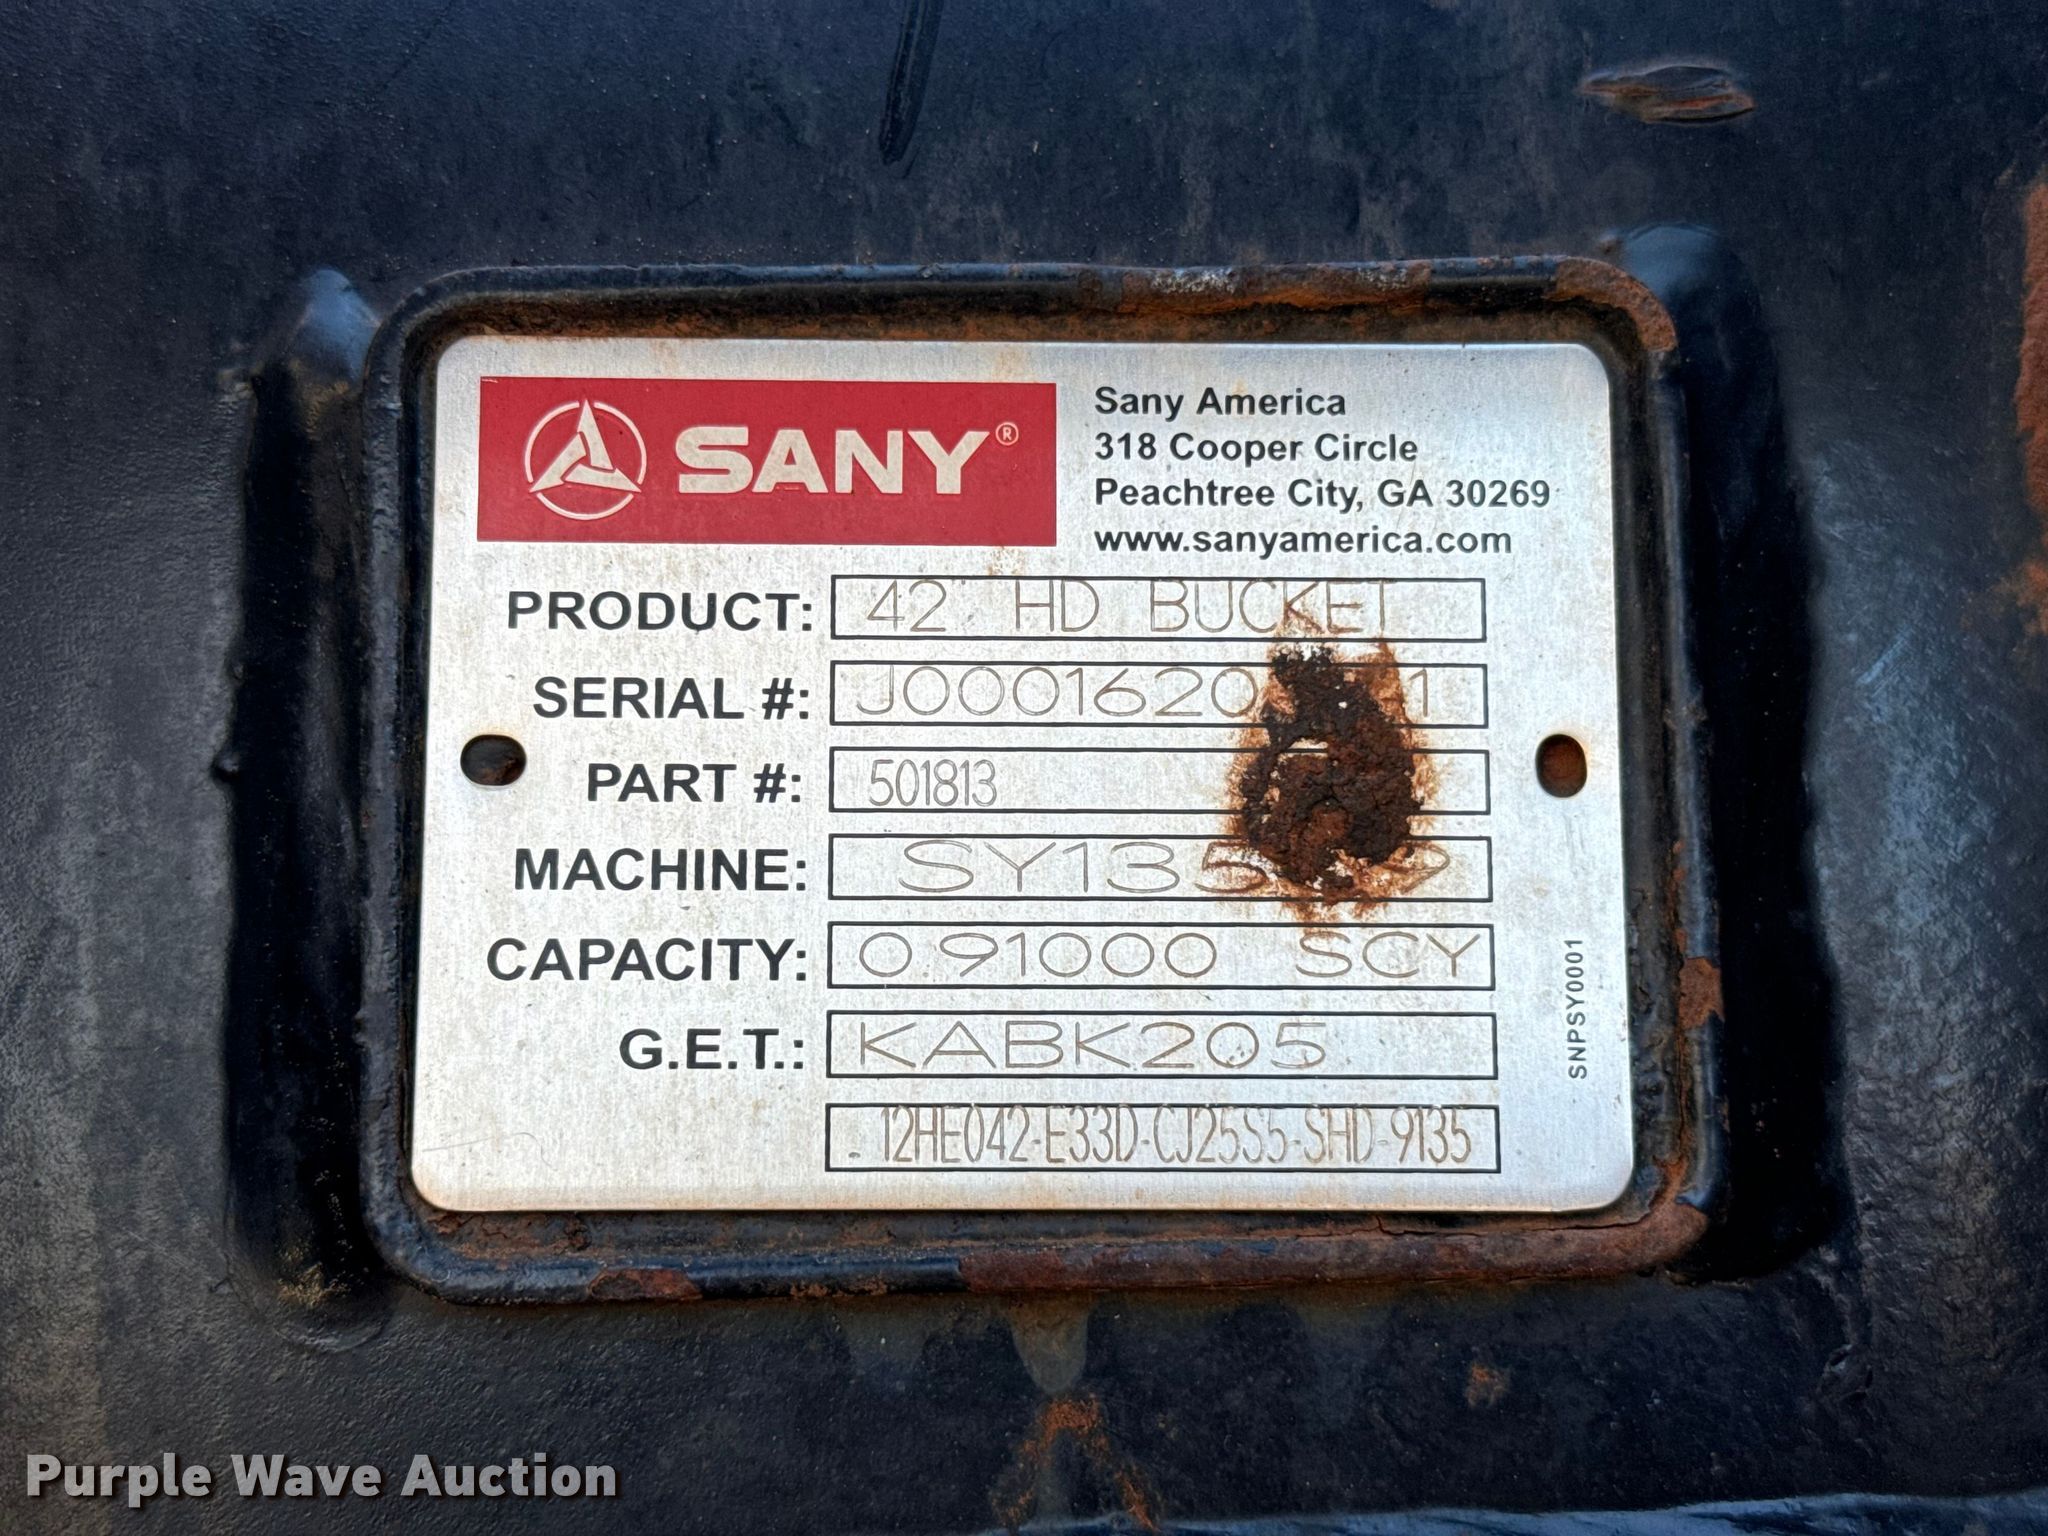 SANY®
Sany America
318 Cooper Circle
Peachtree City, GA 30269
www.sanyamerica.com
PRODUCT: 42" HD BUCKET
SERIAL #:
PART #: 501813
MACHINE:
CAPACITY: 0.91000 SCY
G.E.T.: KABK205
12HE042-E33D-CJ25S5-SHD-9135
SNPSY0001
Purple Wave Auction